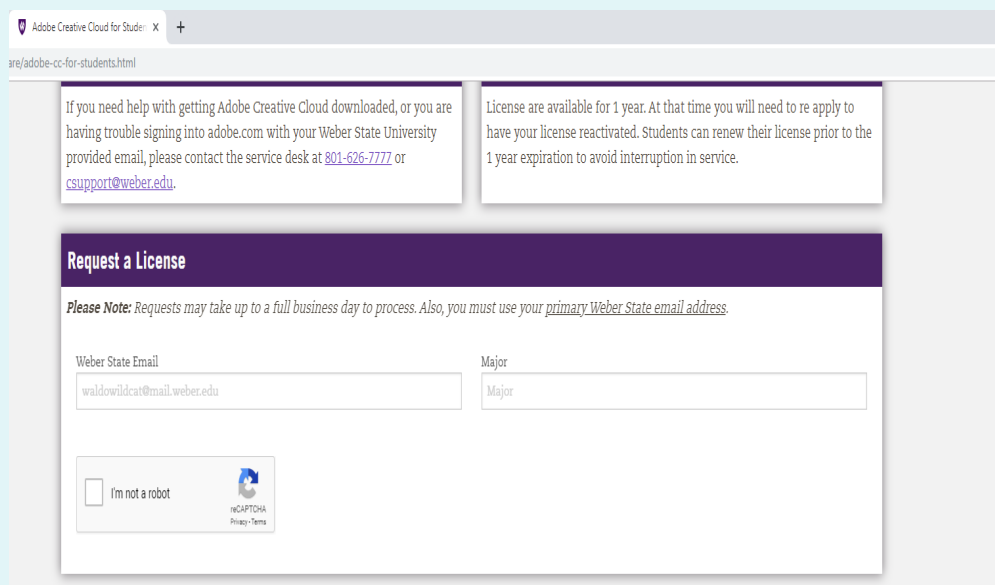 Adobe Creative Cloud for Studen
are/adobe-cc-for-students.html
If you need help with getting Adobe Creative Cloud downloaded, or you are
having trouble signing into adobe.com with your Weber State University
provided email, please contact the service desk at 801-626-7777 or
csupport@weber.edu.
License are available for 1 year. At that time you will need to re apply to
have your license reactivated. Students can renew their license prior to the
1 year expiration to avoid interruption in service.
Request a License
Please Note: Requests may take up to a full business day to process. Also, you must use your primary Weber State email address.
Weber State Email
waldowildcat@mail.weber.edu
Major
Major
I'm not a robot
reCAPTCHA
Privacy - Terms